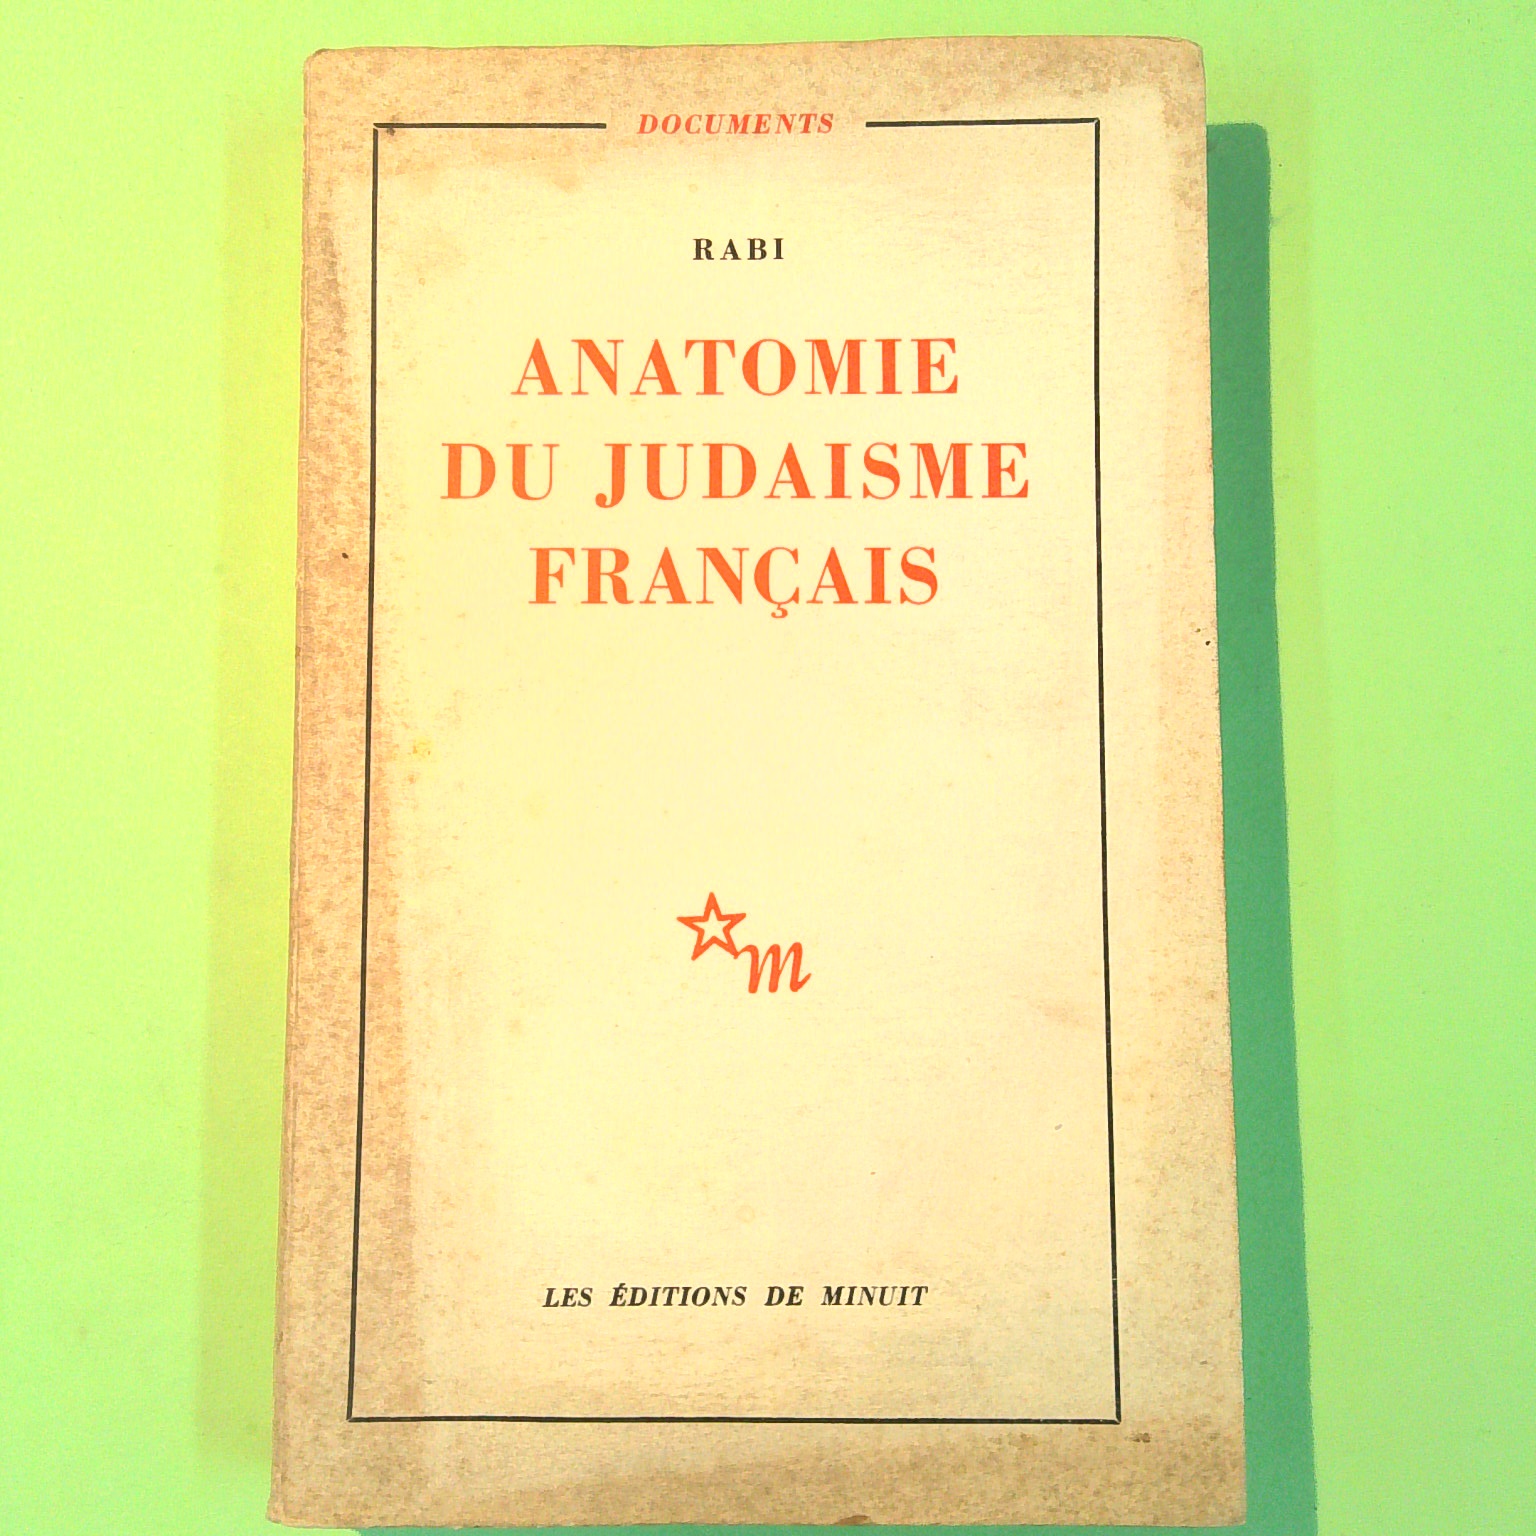 DOCUMENTS
RABI
ANATOMIE
DU JUDAISME
FRANÇAIS
m
LES ÉDITIONS DE MINUIT